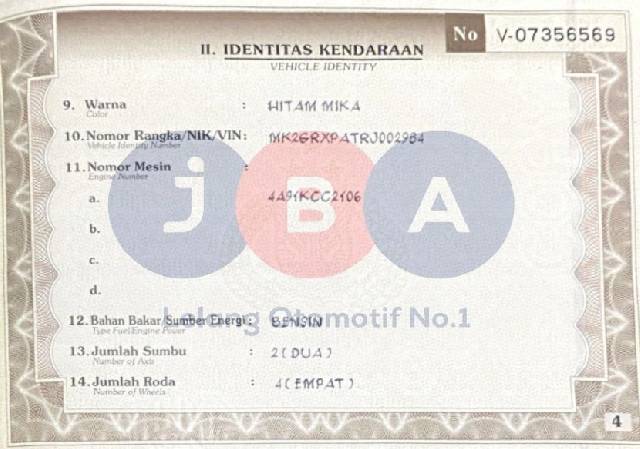 No V-07356569
II. IDENTITAS KENDARAAN
VEHICLE IDENTITY
9. Warna : HITAM MIKA
Color
10. Nomor Rangka/NIK/VIN: MK2GRXPATRJ002984
Vehicle Identity Number
11. Nomor Mesin :
Engine Number
a. 4A91KCC2106
b.
c.
d.
JBA
Lelang Otomotif No.1
12. Bahan Bakar/Sumber Energi : BENSIN
Type Fuel/Engine Power
13. Jumlah Sumbu : 2 (DUA)
Number of Axis
14. Jumlah Roda : 4 (EMPAT)
Number of Wheels
4